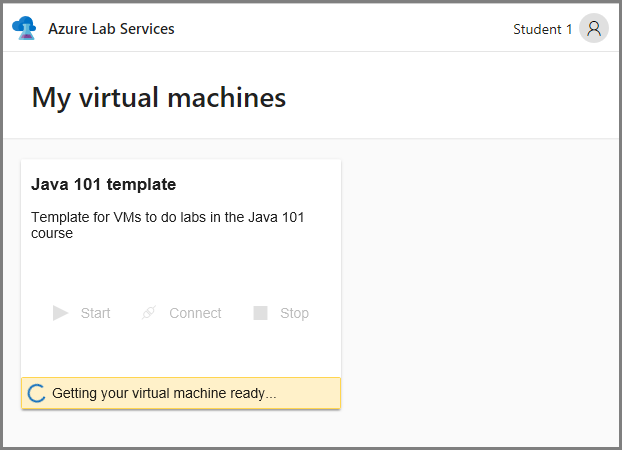 Azure Lab Services
Student 1
My virtual machines
Java 101 template
Template for VMs to do labs in the Java 101
course
Start Connect Stop
Getting your virtual machine ready...